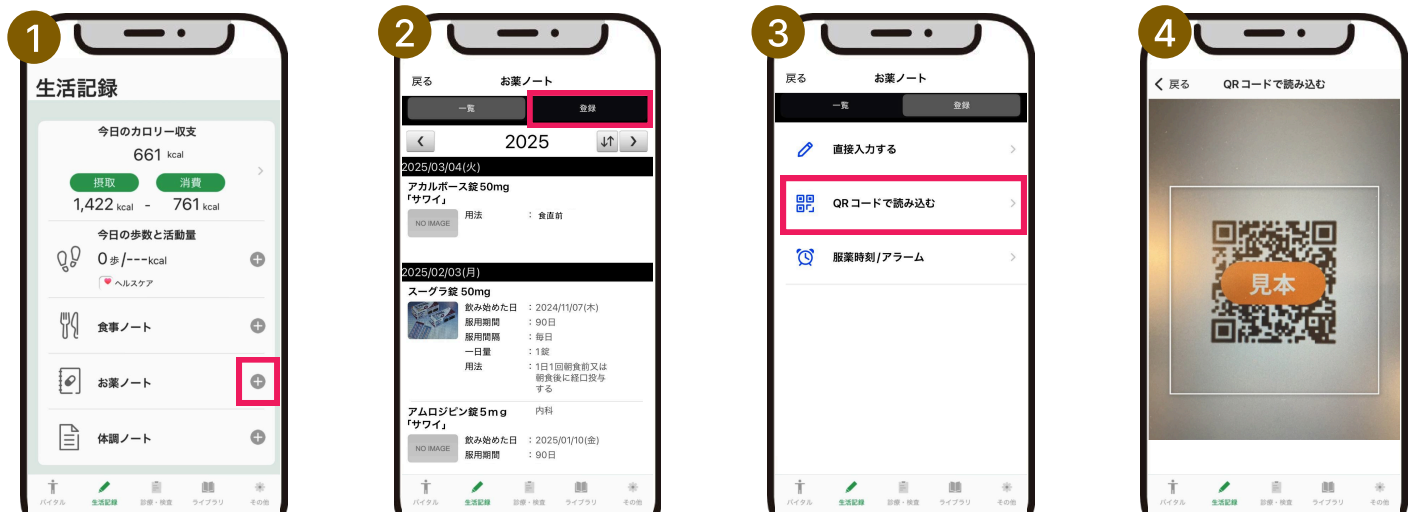 1
生活記録
今日のカロリー収支
661 kcal
摂取 消費
1,422 kcal - 761 kcal
今日の歩数と活動量
0 歩/---kcal
ヘルスケア
食事ノート
お薬ノート
体調ノート
バイタル 生活記録 診療・検査 ライブラリ その他
2
戻る お薬ノート
一覧 登録
2025
2025/03/04(火)
アカルボース錠50mg
「サワイ」
NO IMAGE
用法 : 食直前
2025/02/03(月)
スーグラ錠 50mg
飲み始めた日 : 2024/11/07(木)
服用期間 : 90日
服用間隔 : 毎日
一日量 : 1錠
用法 : 1日1回朝食前又は
朝食後に経口投与
する
アムロジピン錠5mg 内科
「サワイ」
NO IMAGE
飲み始めた日 : 2025/01/10(金)
服用期間 : 90日
バイタル 生活記録 診療・検査 ライブラリ その他
3
戻る お薬ノート
一覧 登録
直接入力する
QRコードで読み込む
服薬時刻/アラーム
バイタル 生活記録 診療・検査 ライブラリ その他
4
戻る QRコードで読み込む
見本
バイタル 生活記録 診療・検査 ライブラリ その他